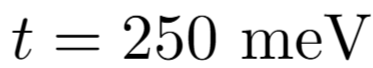 t = 250 meV